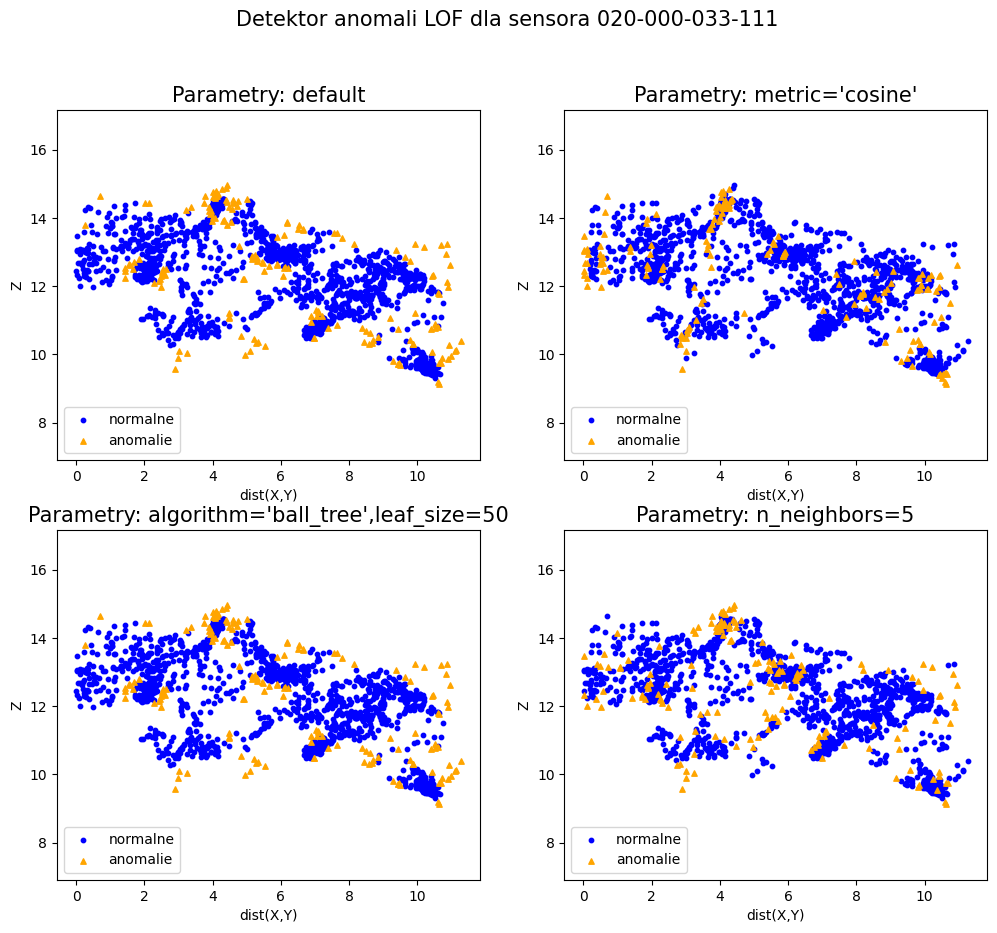 Detektor anomali LOF dla sensora 020-000-033-111
Parametry: default
16
14
12
10
8
Z
0 2 4 6 8 10
dist(X,Y)
normalne
anomalie
Parametry: metric='cosine'
16
14
12
10
8
Z
0 2 4 6 8 10
dist(X,Y)
normalne
anomalie
Parametry: algorithm='ball_tree',leaf_size=50
16
14
12
10
8
Z
0 2 4 6 8 10
dist(X,Y)
normalne
anomalie
Parametry: n_neighbors=5
16
14
12
10
8
Z
0 2 4 6 8 10
dist(X,Y)
normalne
anomalie